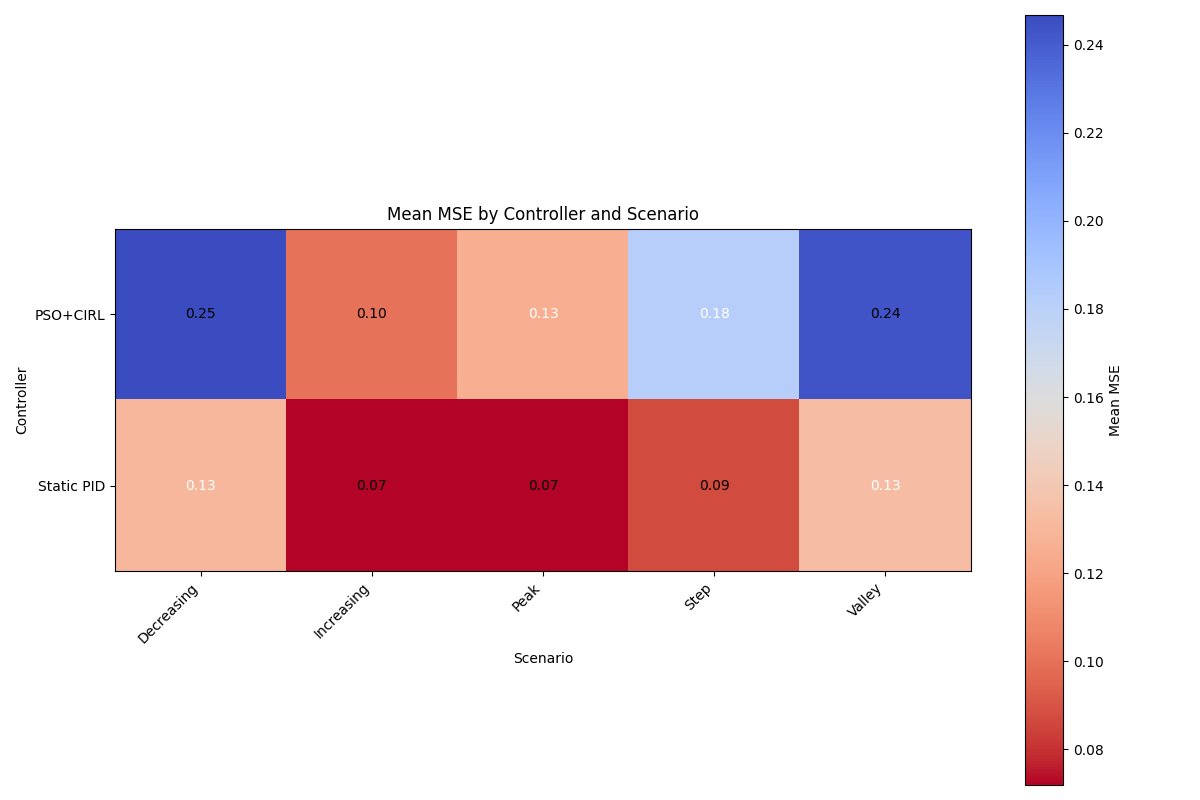 Mean MSE by Controller and Scenario
Controller
PSO+CIRL
0.25 0.10 0.13 0.18 0.24
Static PID
0.13 0.07 0.07 0.09 0.13
Decreasing Increasing Peak Step Valley
Scenario
0.24
0.22
0.20
0.18
0.16
0.14
0.12
0.10
0.08
Mean MSE